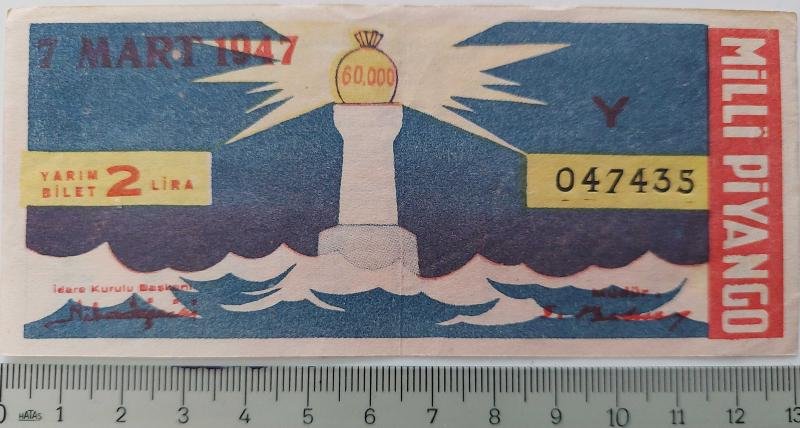 7 MART 1947
60.000
Y
YARIM
BİLET 2 LİRA
047435
MİLLİ PİYANGO
İdare Kurulu Başkanı
Müdür
0 HATAS 1 2 3 4 5 6 7 8 9 10 11 12 13